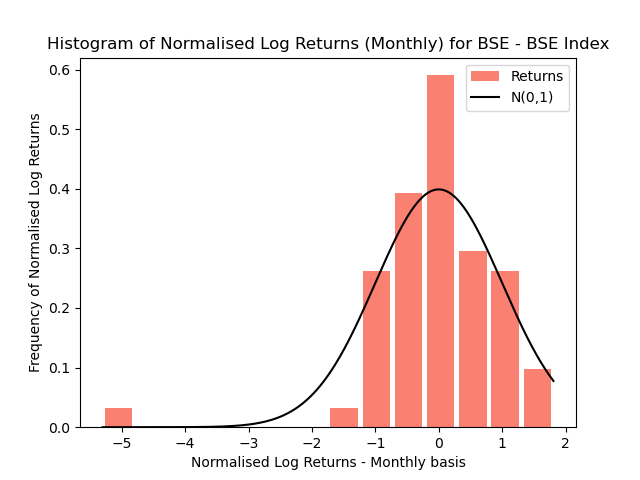 Histogram of Normalised Log Returns (Monthly) for BSE - BSE Index
Frequency of Normalised Log Returns
0.6
0.5
0.4
0.3
0.2
0.1
0.0
Returns
N(0,1)
−5 −4 −3 −2 −1 0 1 2
Normalised Log Returns - Monthly basis